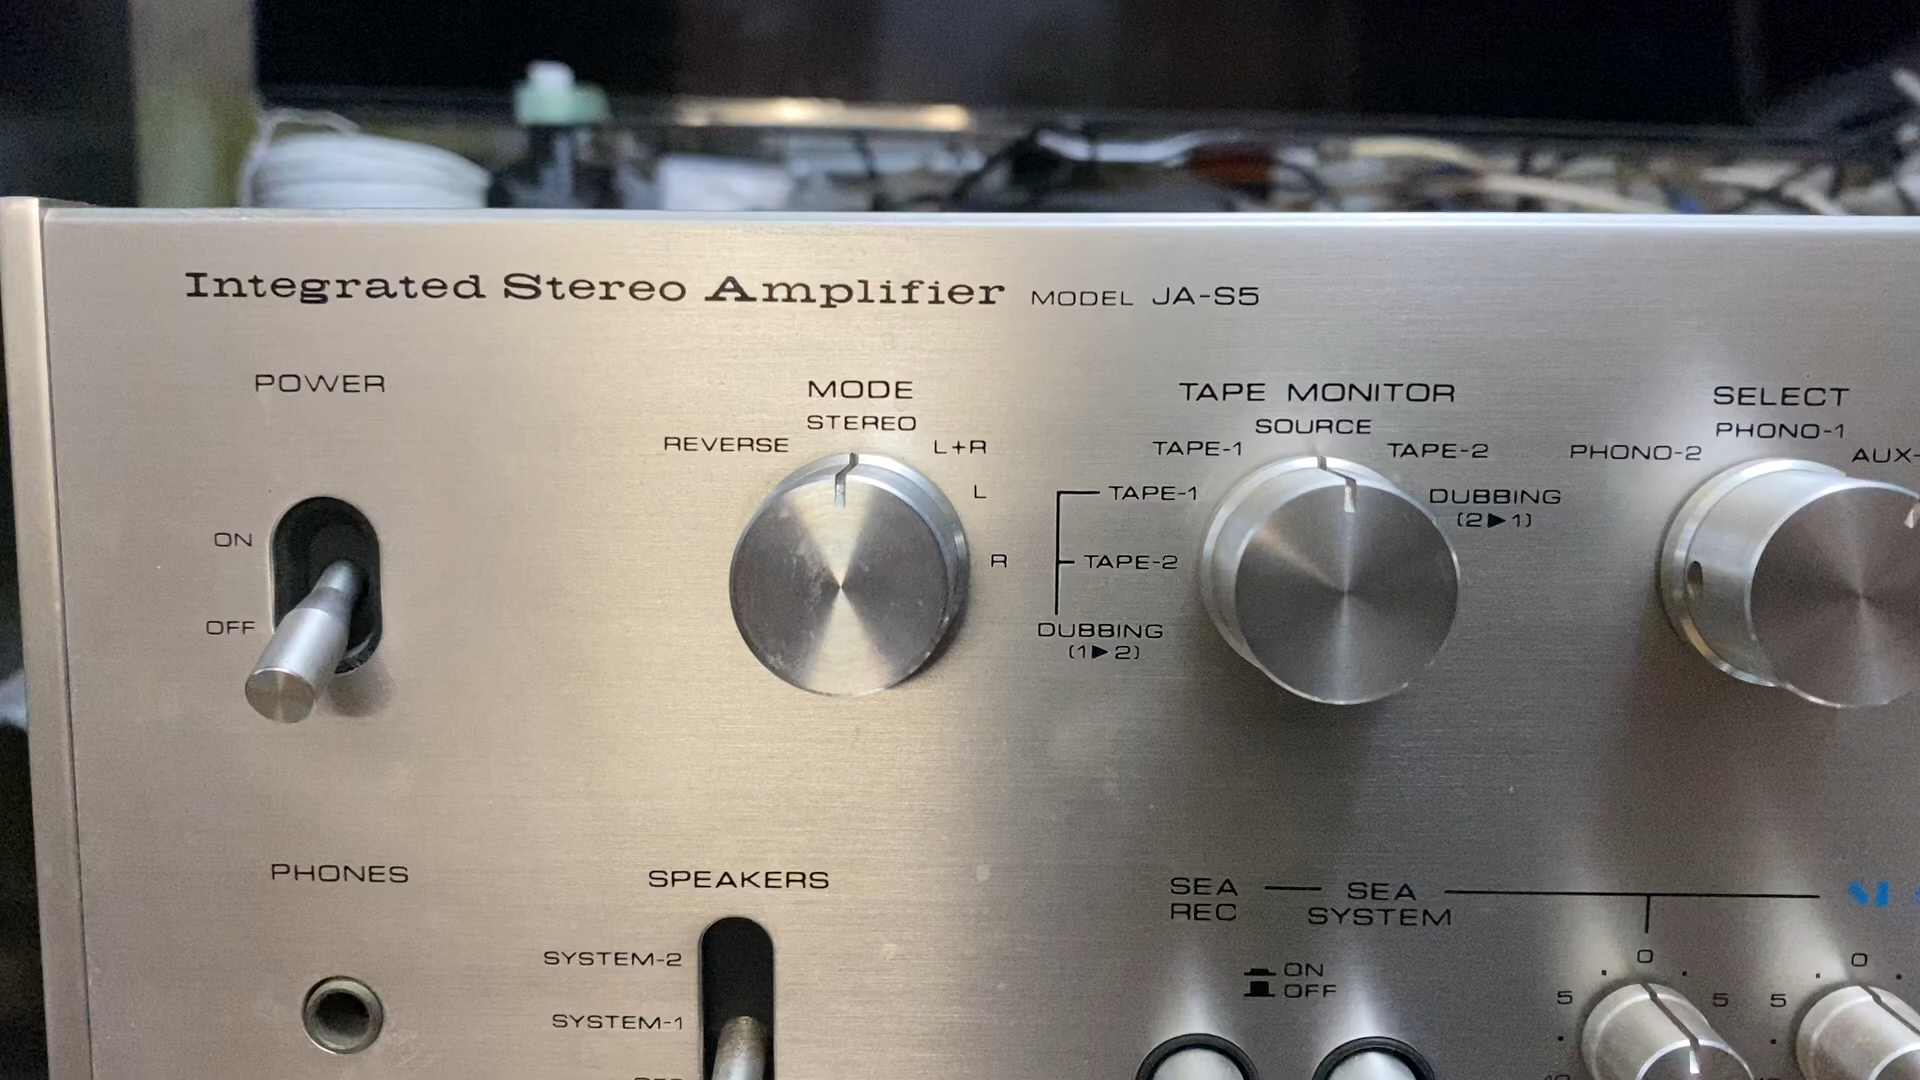 Integrated Stereo Amplifier MODEL JA-S5
POWER
ON
OFF
MODE
STEREO
REVERSE
L+R
L
R
TAPE MONITOR
SOURCE
TAPE-1
TAPE-2
TAPE-1
DUBBING
(2▶1)
TAPE-2
DUBBING
(1▶2)
SELECT
PHONO-1
PHONO-2
AUX-
PHONES
SPEAKERS
SYSTEM-2
SYSTEM-1
SEA
REC
SEA
SYSTEM
ON
OFF
0
5
5
0
5